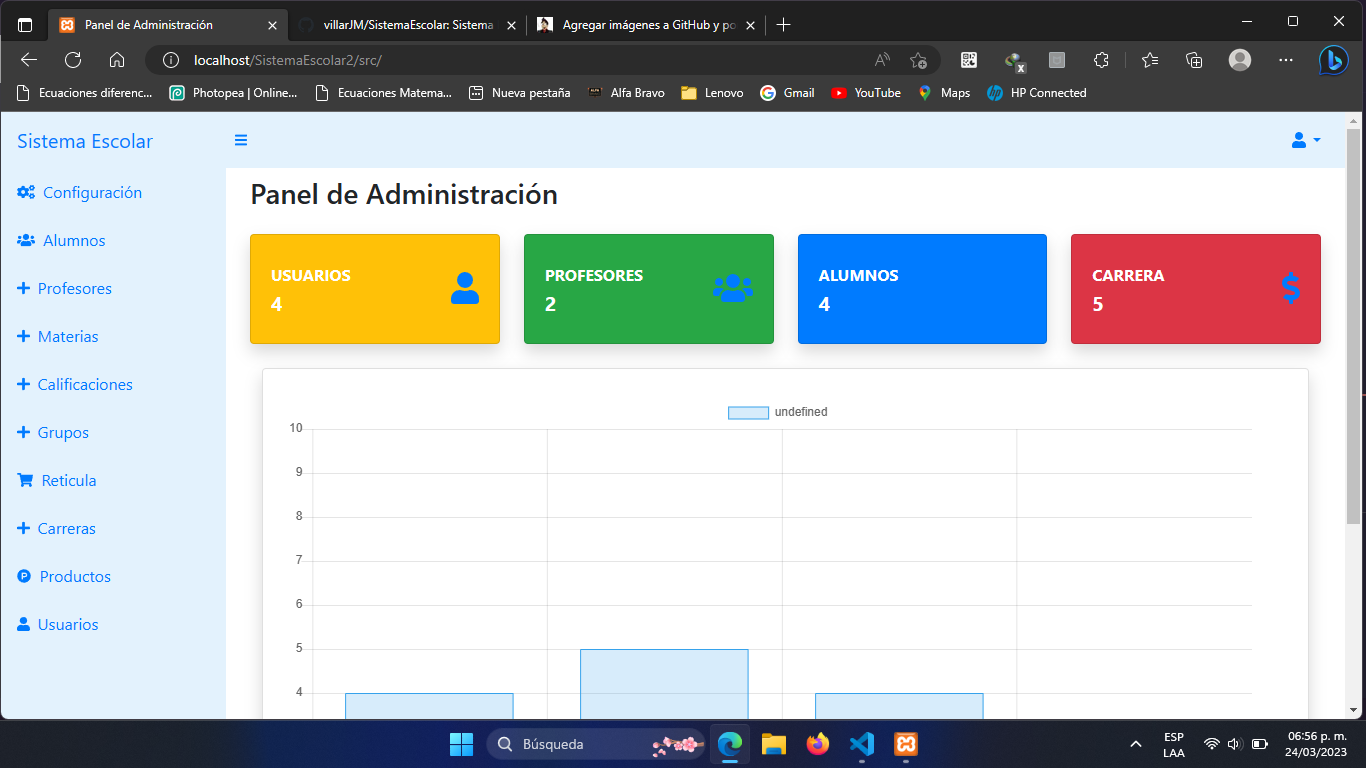 Panel de Administración
villarJM/SistemaEscolar: Sistema
Agregar imágenes a GitHub y po
localhost/SistemaEscolar2/src/
Ecuaciones diferenc...
Photopea | Online...
Ecuaciones Matema...
Nueva pestaña
Alfa Bravo
Lenovo
Gmail
YouTube
Maps
HP Connected
Sistema Escolar
Configuración
Alumnos
Profesores
Materias
Calificaciones
Grupos
Reticula
Carreras
Productos
Usuarios
Panel de Administración
USUARIOS
4
PROFESORES
2
ALUMNOS
4
CARRERA
5
undefined
10
9
8
7
6
5
4
Búsqueda
ESP
LAA
06:56 p. m.
24/03/2023